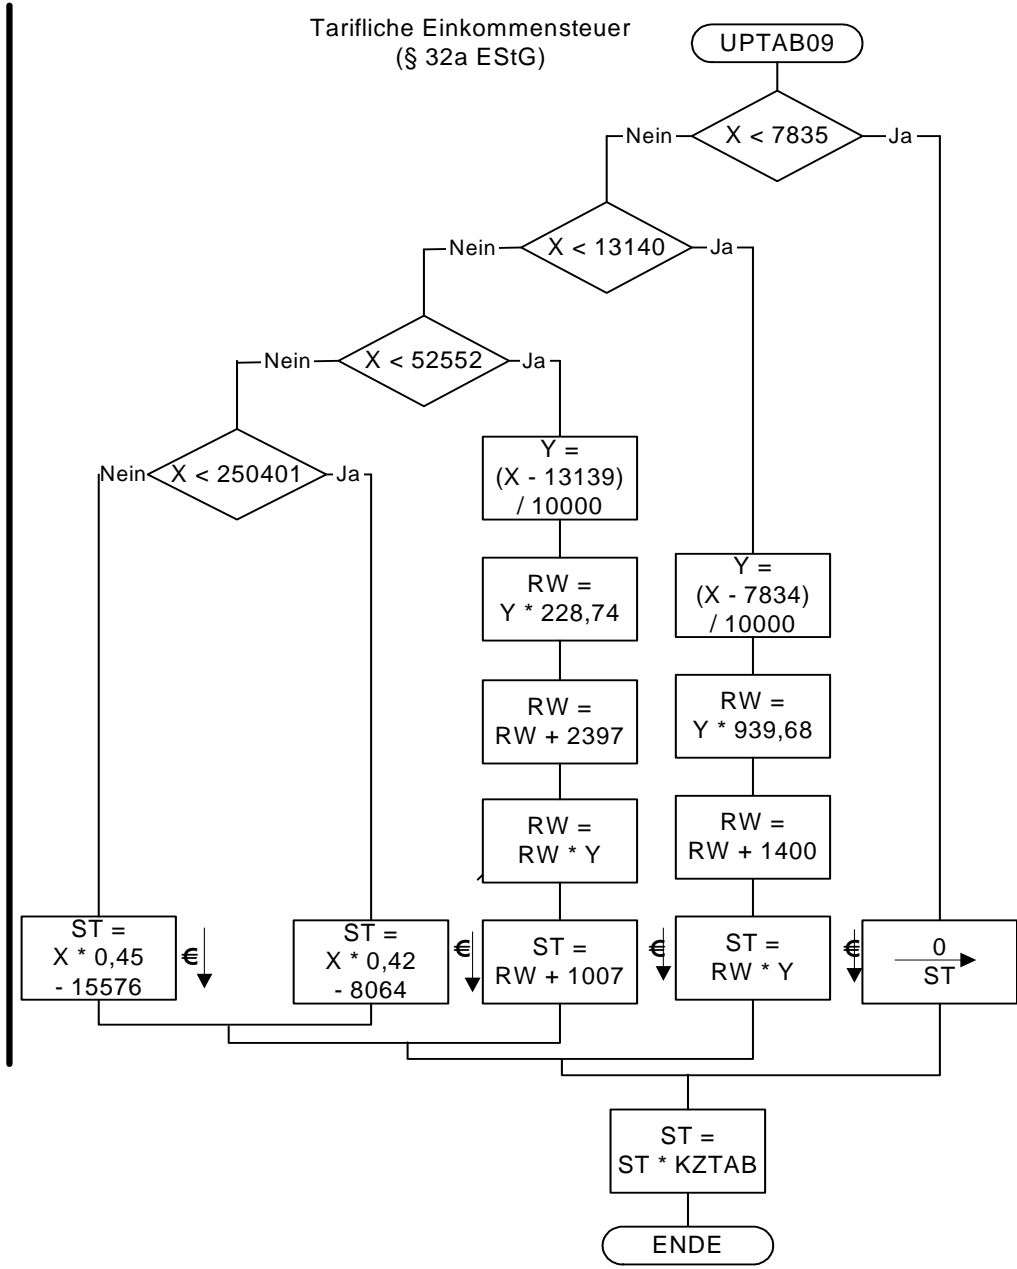 Tarifliche Einkommensteuer
(§ 32a EStG)
UPTAB09
X < 7835
Nein
Ja
X < 13140
Nein
Ja
X < 52552
Nein
Ja
X < 250401
Nein
Ja
Y =
(X - 13139)
/ 10000
RW =
Y * 228,74
RW =
RW + 2397
RW =
RW * Y
Y =
(X - 7834)
/ 10000
RW =
Y * 939,68
RW =
RW + 1400
ST =
X * 0,45
- 15576
€
ST =
X * 0,42
- 8064
€
ST =
RW + 1007
€
ST =
RW * Y
€
0
ST
ST =
ST * KZTAB
ENDE